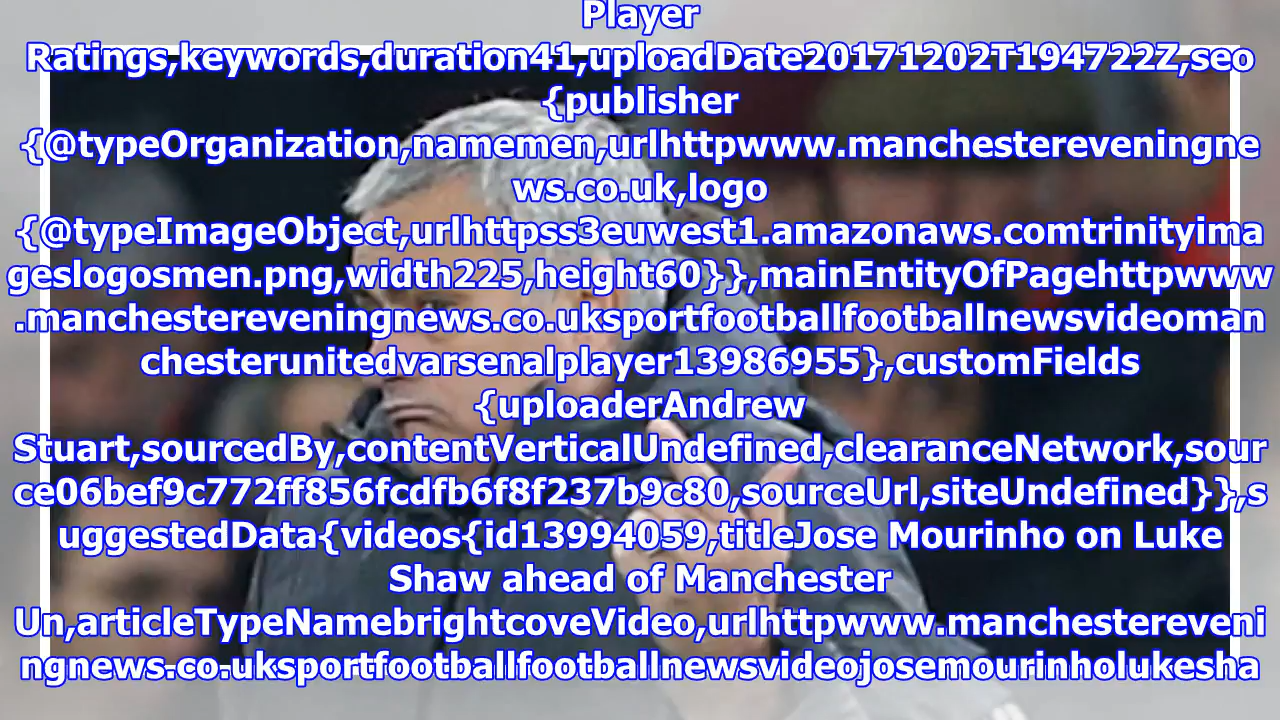 Player
Ratings,keywords,duration41,uploadDate20171202T194722Z,seo
{publisher
{@typeOrganization,namemen,urlhttpwww.manchestereveningne
ws.co.uk,logo
{@typeImageObject,urlhttpss3euwest1.amazonaws.comtrinityima
geslogosmen.png,width225,height60}},mainEntityOfPagehttpwww
.manchestereveningnews.co.uksportfootballfootballnewsvideoman
chesterunitedvarsenalplayer13986955},customFields
{uploaderAndrew
Stuart,sourcedBy,contentVerticalUndefined,clearanceNetwork,sour
ce06bef9c772ff856fcdfb6f8f237b9c80,sourceUrl,siteUndefined}},s
uggestedData{videos{id13994059,titleJose Mourinho on Luke
Shaw ahead of Manchester
Un,articleTypeNamebrightcoveVideo,urlhttpwww.manchestereveni
ngnews.co.uksportfootballfootballnewsvideojosemourinholukesha